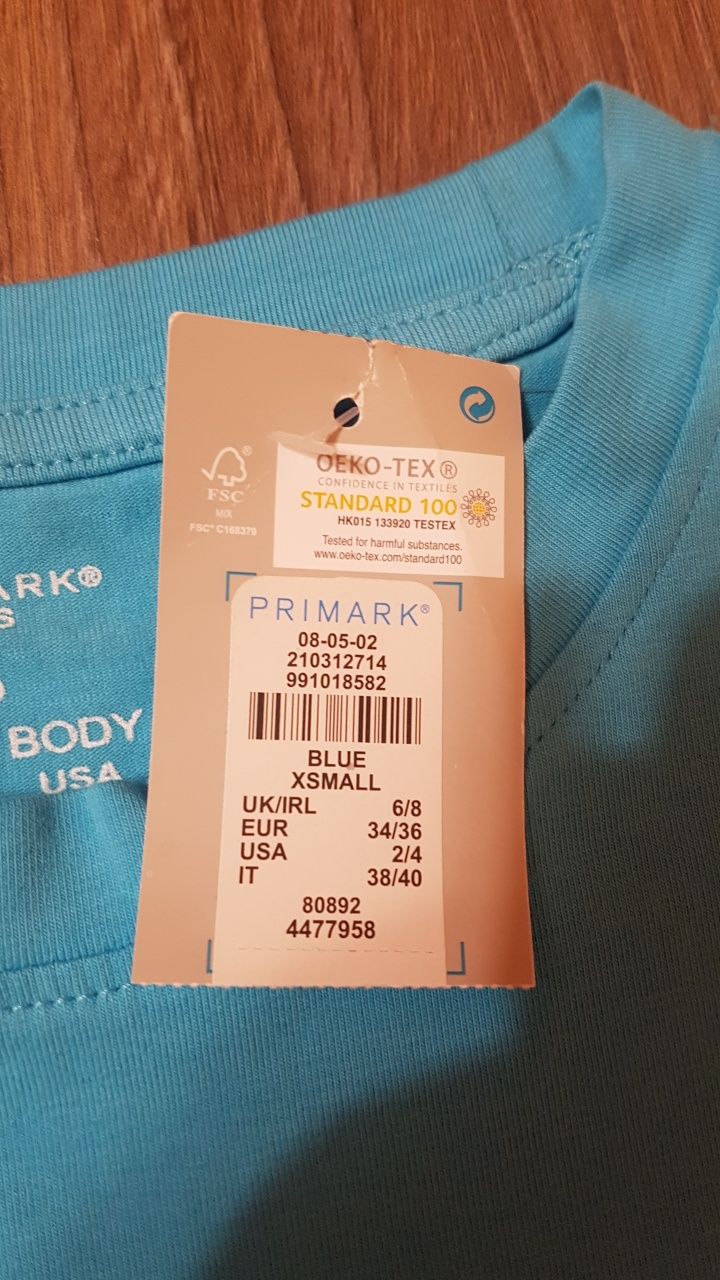 FSC®
MIX
FSC® C168379
OEKO-TEX®
CONFIDENCE IN TEXTILES
STANDARD 100
HK015 133920 TESTEX
Tested for harmful substances.
www.oeko-tex.com/standard100
PRIMARK®
08-05-02
210312714
991018582
BLUE
XSMALL
UK/IRL 6/8
EUR 34/36
USA 2/4
IT 38/40
80892
4477958
ARK®
S
BODY
USA